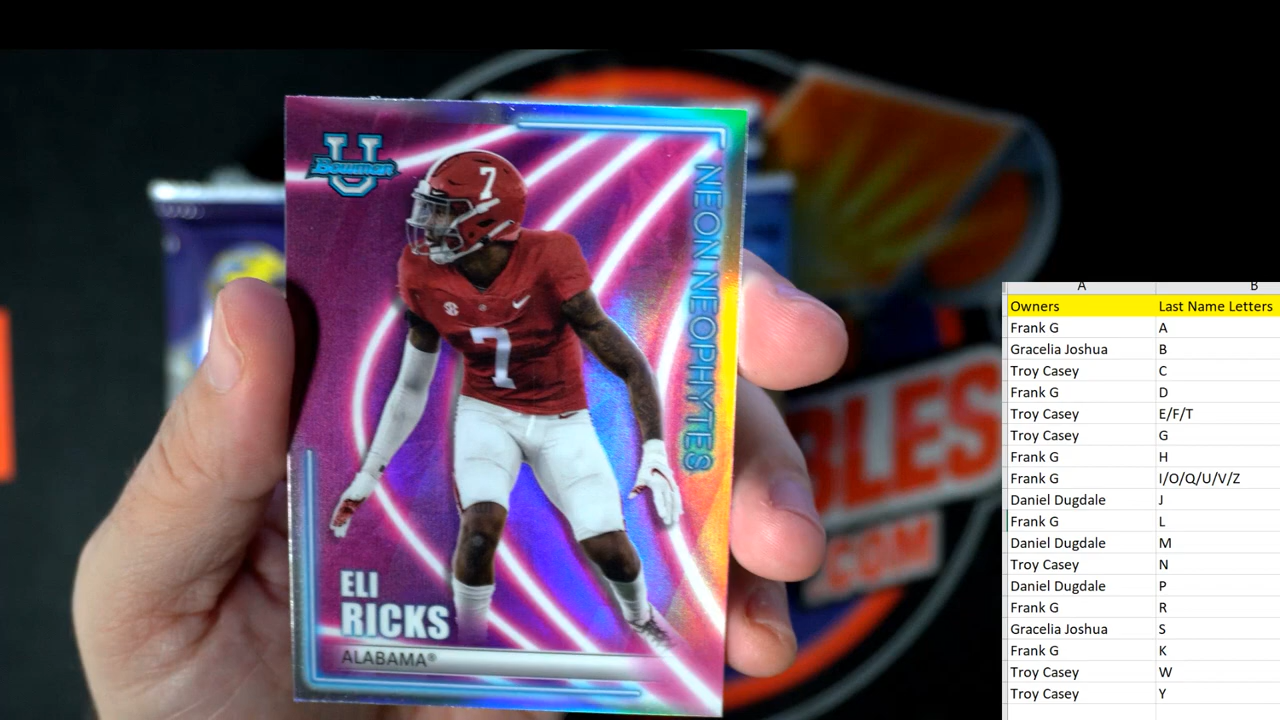 U
Bowman
NEON NEOPHYTES
7
7
ELI
RICKS
ALABAMA®
BLES
.COM
A B
Owners Last Name Letters
Frank G A
Gracelia Joshua B
Troy Casey C
Frank G D
Troy Casey E/F/T
Troy Casey G
Frank G H
Frank G I/O/Q/U/V/Z
Daniel Dugdale J
Frank G L
Daniel Dugdale M
Troy Casey N
Daniel Dugdale P
Frank G R
Gracelia Joshua S
Frank G K
Troy Casey W
Troy Casey Y